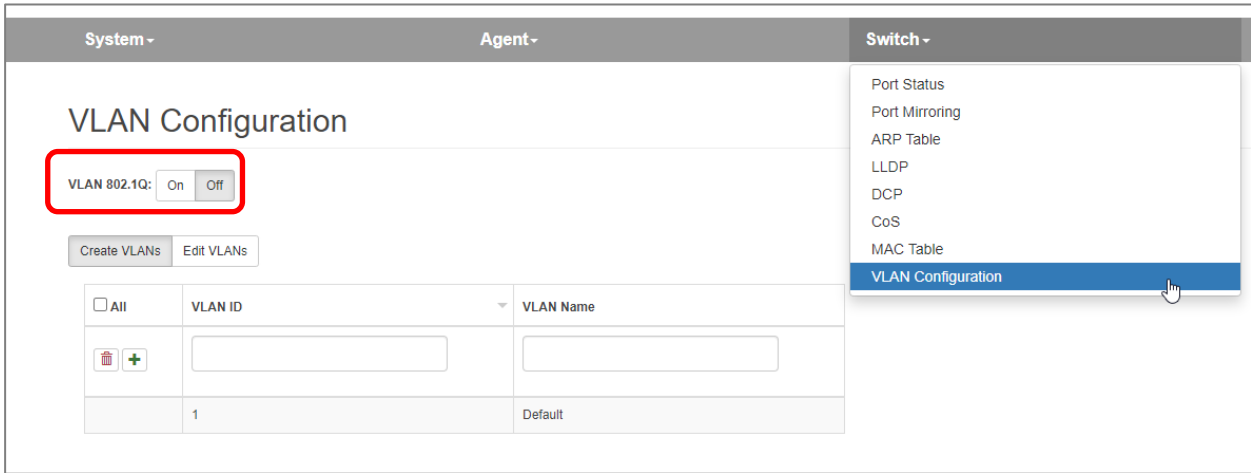 System Agent Switch
Port Status
Port Mirroring
ARP Table
LLDP
DCP
CoS
MAC Table
VLAN Configuration
VLAN Configuration
VLAN 802.1Q: On Off
Create VLANs Edit VLANs
All VLAN ID VLAN Name
1 Default